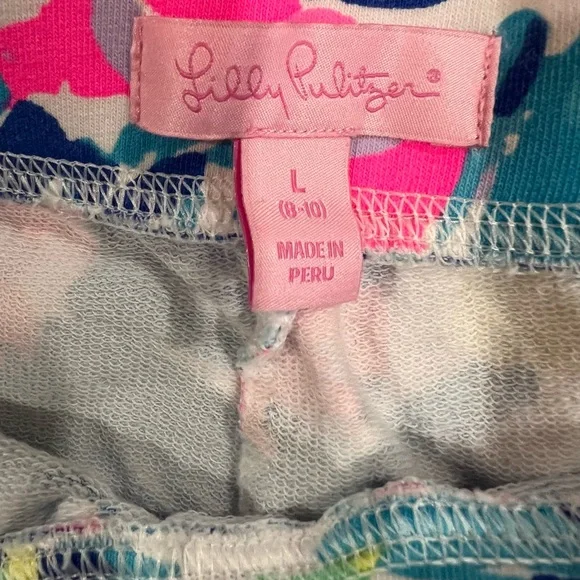 Lilly Pulitzer®
L
(8-10)
MADE IN
PERU